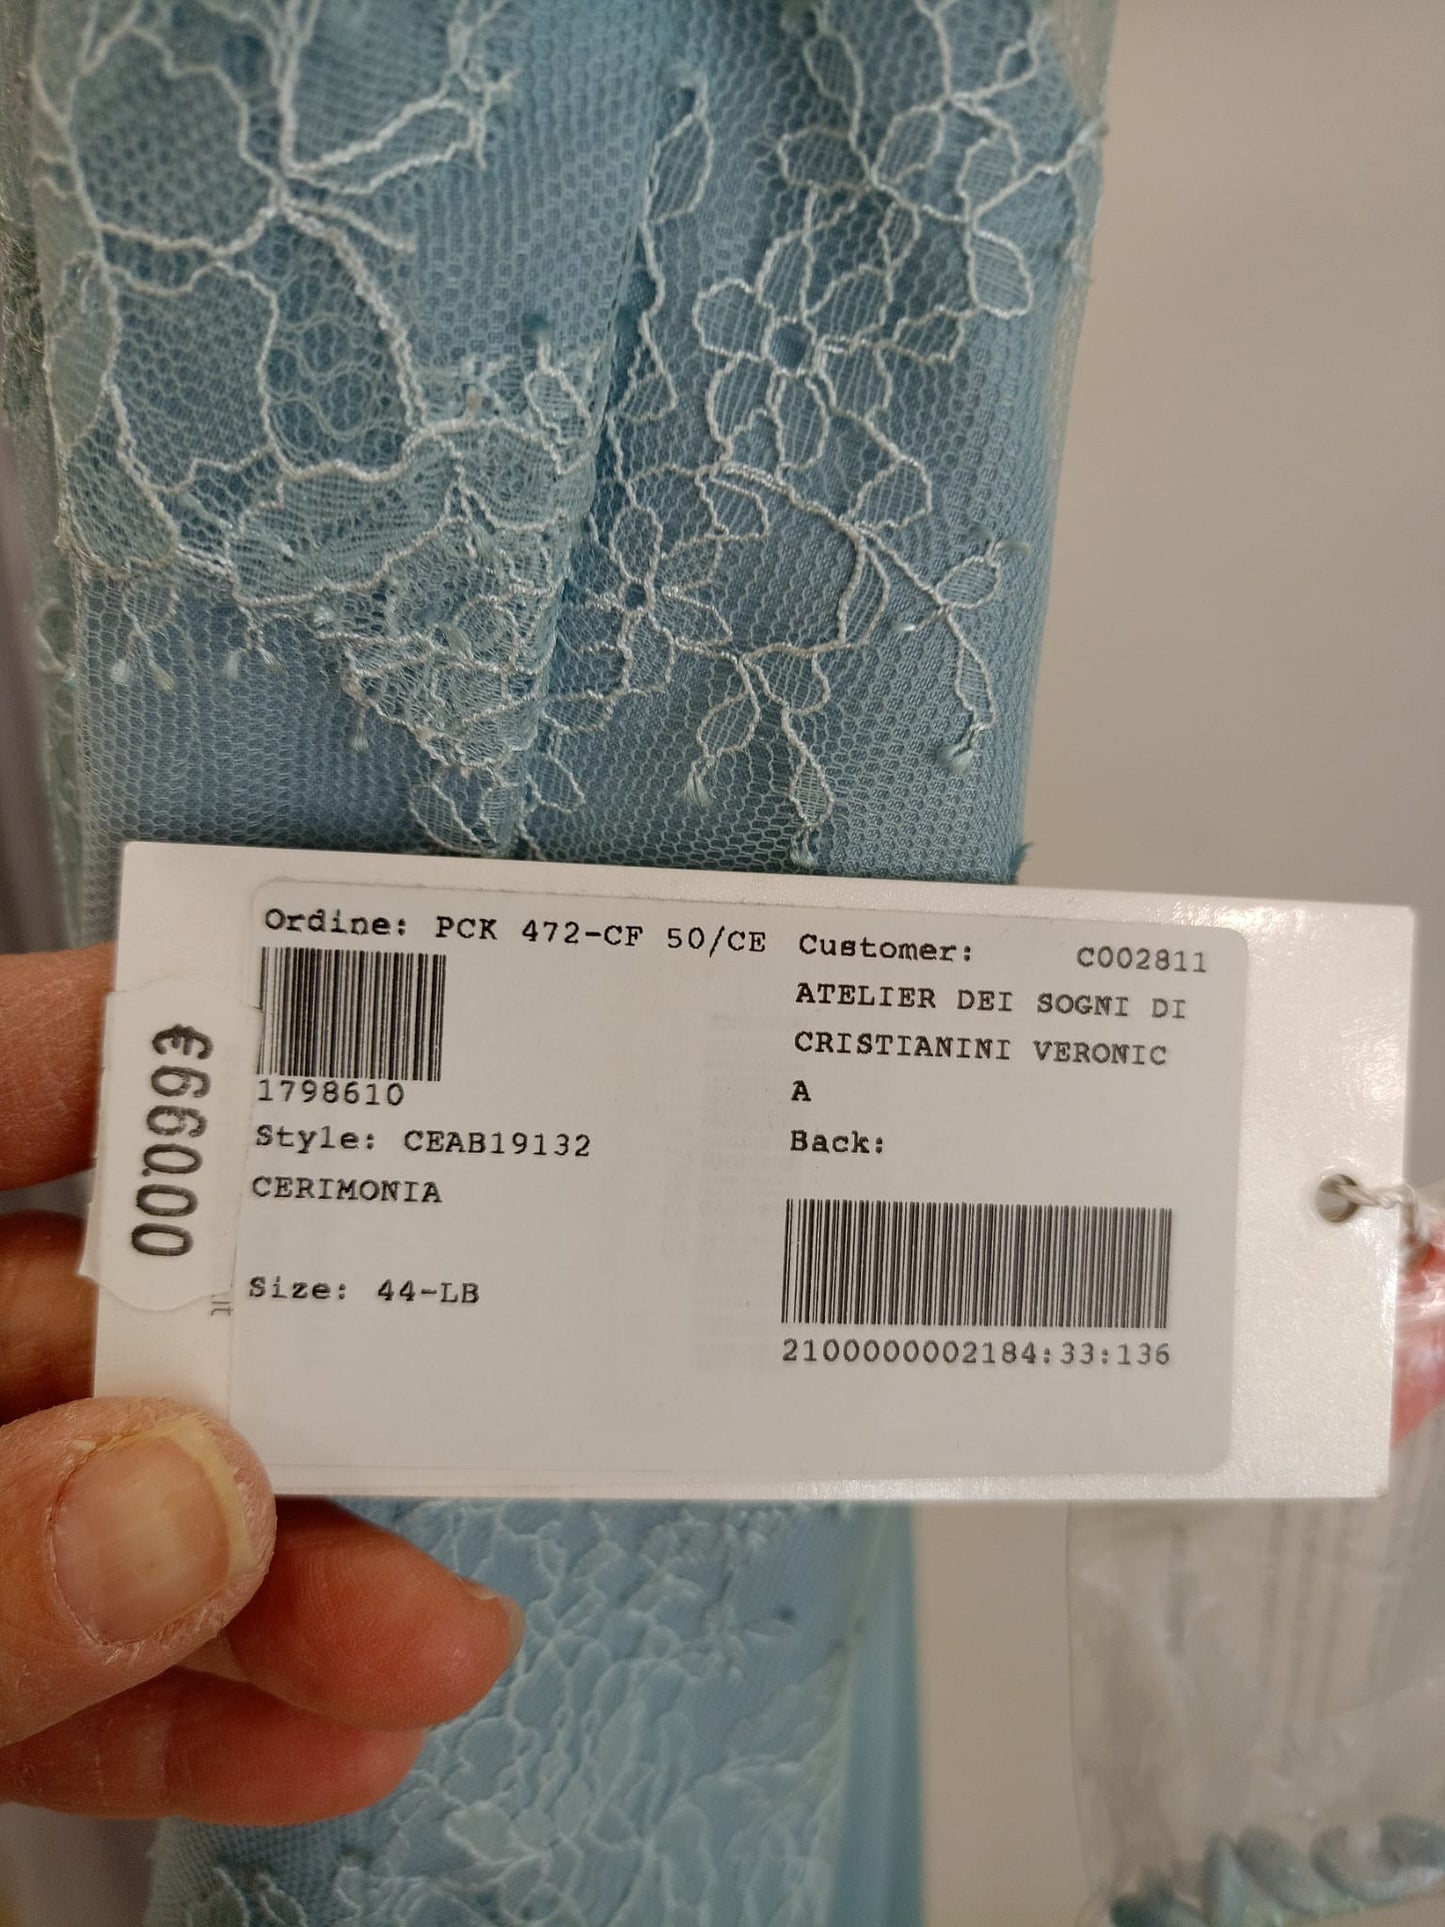 Ordine: PCK 472-CF 50/CE
1798610
Style: CEAB19132
CERIMONIA
Size: 44-LB
Customer: C002811
ATELIER DEI SOGNI DI
CRISTIANINI VERONIC
A
Back:
2100000002184:33:136
€660.00
it